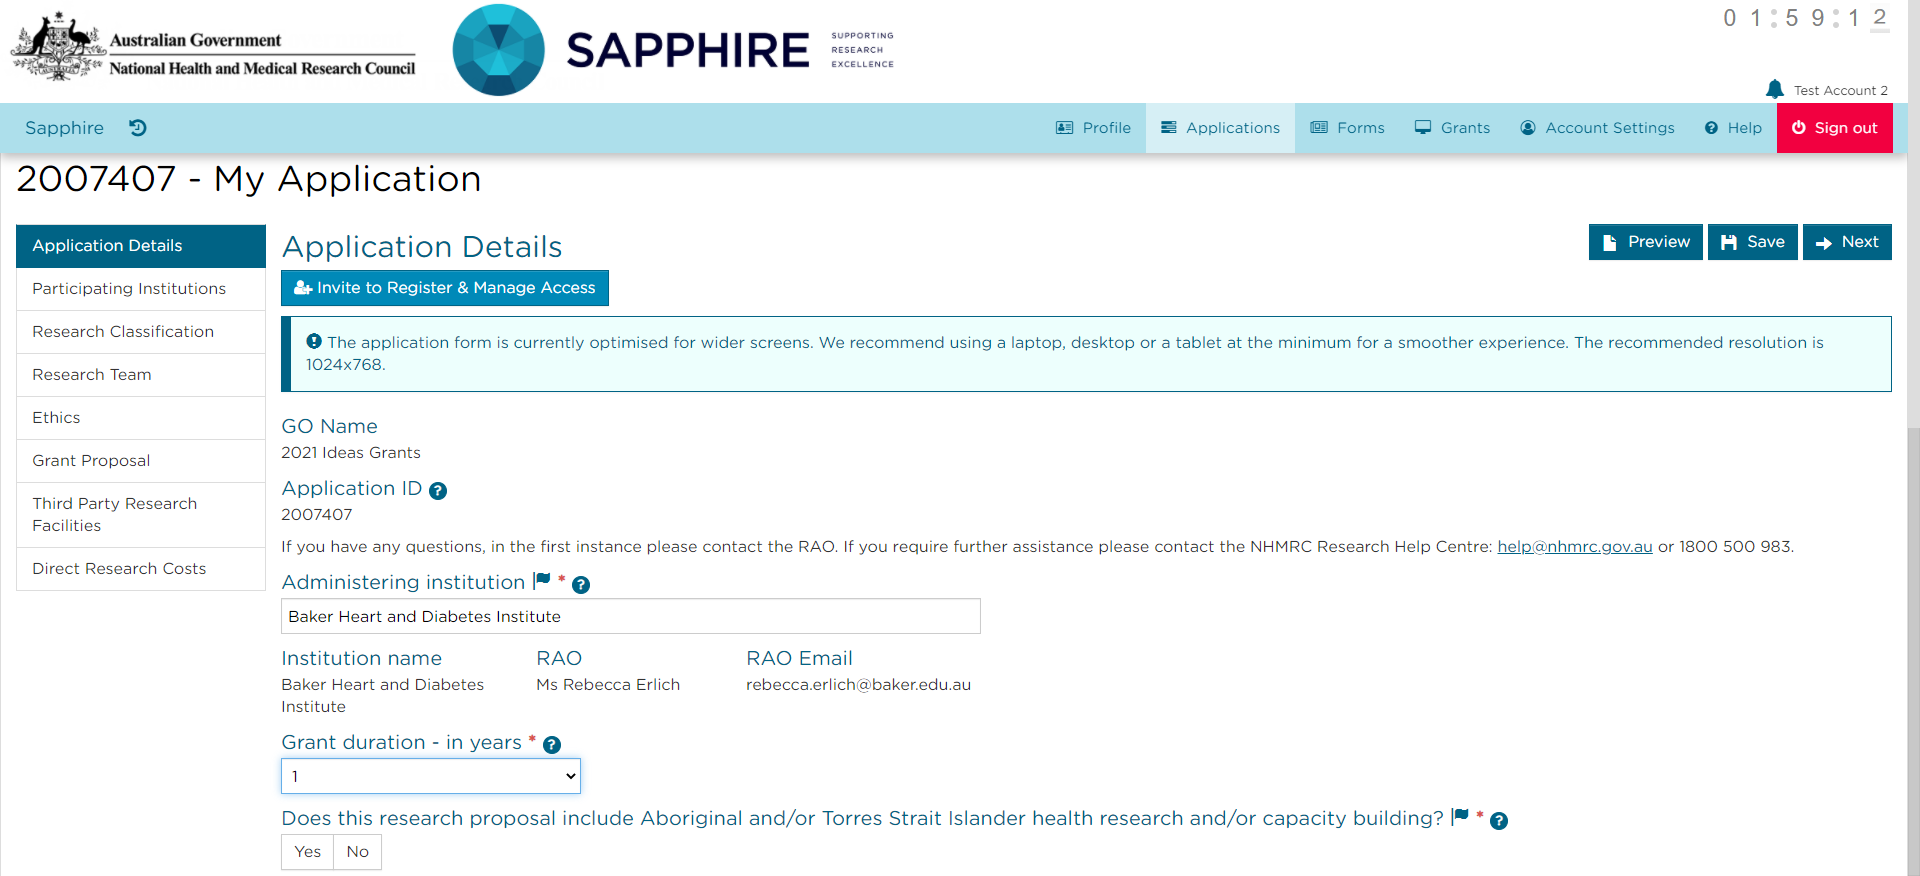 Australian Government
National Health and Medical Research Council
SAPPHIRE
SUPPORTING
RESEARCH
EXCELLENCE
01:59:12
Test Account 2
Sapphire
Profile
Applications
Forms
Grants
Account Settings
Help
Sign out
2007407 - My Application
Application Details
Participating Institutions
Research Classification
Research Team
Ethics
Grant Proposal
Third Party Research
Facilities
Direct Research Costs
Application Details
Preview
Save
Next
Invite to Register & Manage Access
The application form is currently optimised for wider screens. We recommend using a laptop, desktop or a tablet at the minimum for a smoother experience. The recommended resolution is
1024x768.
GO Name
2021 Ideas Grants
Application ID ?
2007407
If you have any questions, in the first instance please contact the RAO. If you require further assistance please contact the NHMRC Research Help Centre: help@nhmrc.gov.au or 1800 500 983.
Administering institution * ?
Baker Heart and Diabetes Institute
Institution name RAO RAO Email
Baker Heart and Diabetes Ms Rebecca Erlich rebecca.erlich@baker.edu.au
Institute
Grant duration - in years * ?
1
Does this research proposal include Aboriginal and/or Torres Strait Islander health research and/or capacity building? * ?
Yes No